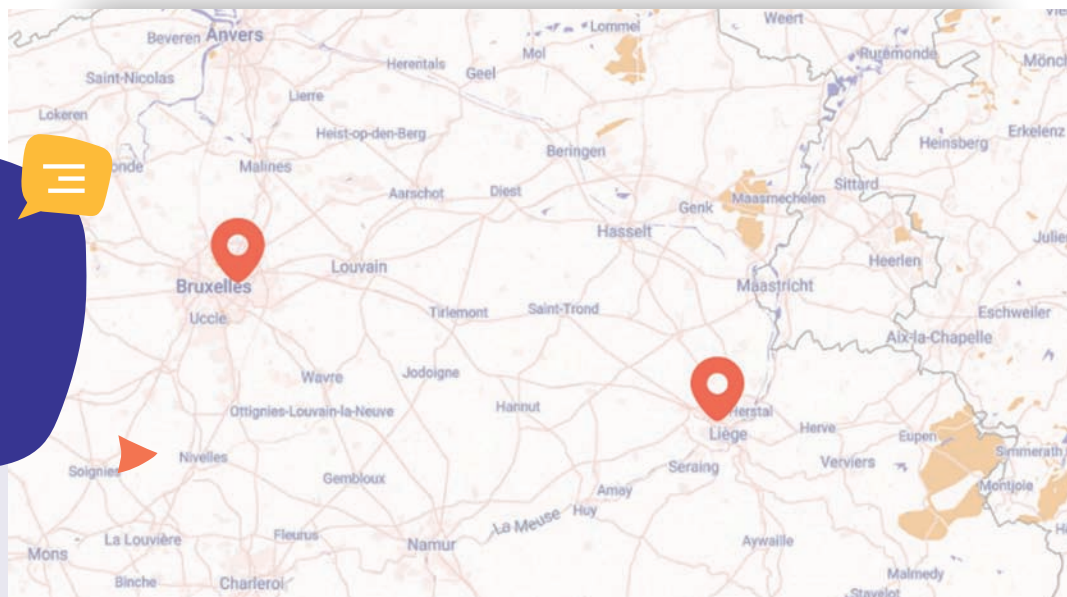 Weert
Lommel
Beveren
Anvers
Ruremonde
Mol
Herentals
Geel
Mönch
Saint-Nicolas
Lierre
Lokeren
Heist-op-den-Berg
Erkelenz
Heinsberg
Beringen
onde
Malines
Sittard
Aarschot
Diest
Maasmechelen
Genk
Hasselt
Louvain
Heerlen
Bruxelles
Maastricht
Tirlemont
Saint-Trond
Eschweiler
Uccle
Aix-la-Chapelle
Wavre
Jodoigne
Ottignies-Louvain-la-Neuve
Hannut
Herstal
Liège
Herve
Eupen
Nivelles
Simmerath
Soignies
Seraing
Verviers
Gembloux
Montjoie
Amay
Huy
La Meuse
Fleurus
La Louvière
Namur
Aywaille
Mons
Binche
Charleroi
Malmedy
Stavelot